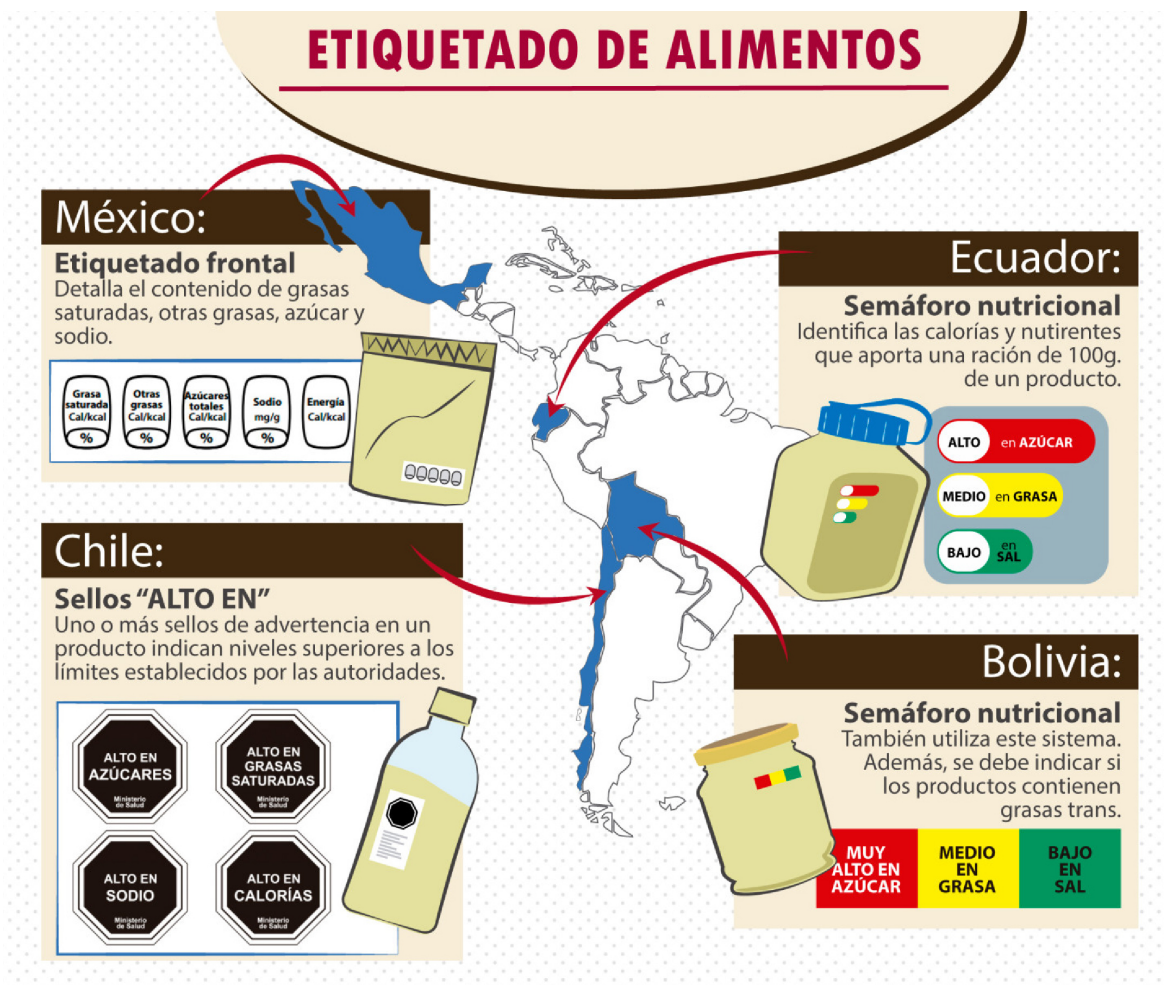 ETIQUETADO DE ALIMENTOS
México:
Etiquetado frontal
Detalla el contenido de grasas
saturadas, otras grasas, azúcar y
sodio.
Grasa
saturada
Cal/kcal
%
Otras
grasas
Cal/kcal
%
Azúcares
totales
Cal/kcal
%
Sodio
mg/g
%
Energía
Cal/kcal
Ecuador:
Semáforo nutricional
Identifica las calorías y nutirentes
que aporta una ración de 100g.
de un producto.
ALTO en AZÚCAR
MEDIO en GRASA
BAJO en SAL
Chile:
Sellos “ALTO EN”
Uno o más sellos de advertencia en un
producto indican niveles superiores a los
límites establecidos por las autoridades.
ALTO EN
AZÚCARES
Ministerio
de Salud
ALTO EN
GRASAS
SATURADAS
Ministerio
de Salud
ALTO EN
SODIO
Ministerio
de Salud
ALTO EN
CALORÍAS
Ministerio
de Salud
Bolivia:
Semáforo nutricional
También utiliza este sistema.
Además, se debe indicar si
los productos contienen
grasas trans.
MUY
ALTO EN
AZÚCAR
MEDIO
EN
GRASA
BAJO
EN
SAL